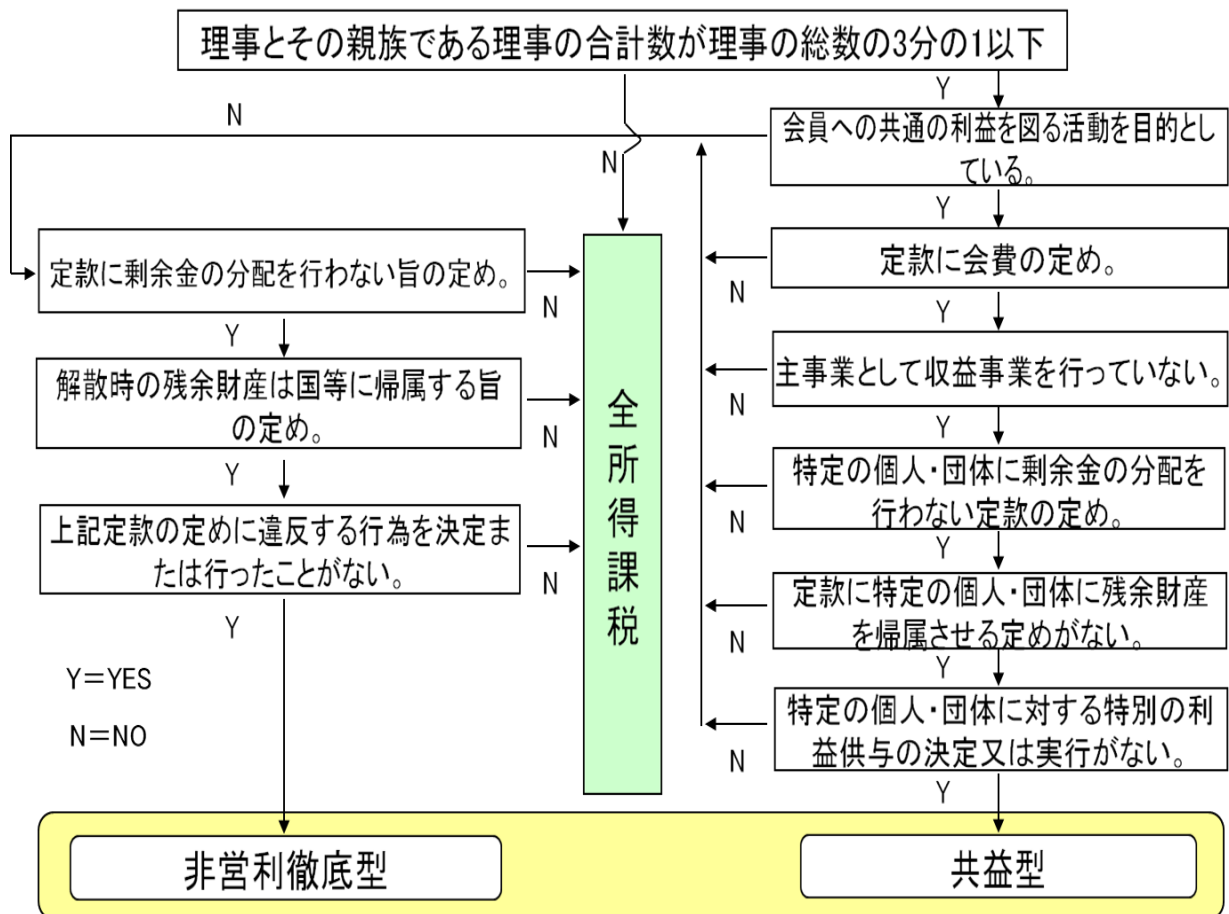 理事とその親族である理事の合計数が理事の総数の3分の1以下
Y
N
会員への共通の利益を図る活動を目的とし
ている。
N
Y
定款に剰余金の分配を行わない旨の定め。
N
定款に会費の定め。
N
Y
Y
解散時の残余財産は国等に帰属する旨
の定め。
N
主事業として収益事業を行っていない。
N
Y
Y
上記定款の定めに違反する行為を決定ま
たは行ったことがない。
N
特定の個人・団体に剰余金の分配を
行わない定款の定め。
N
Y
Y
全所得課税
定款に特定の個人・団体に残余財産
を帰属させる定めがない。
N
Y
Y=YES
N=NO
特定の個人・団体に対する特別の利
益供与の決定又は実行がない。
N
Y
非営利徹底型
共益型